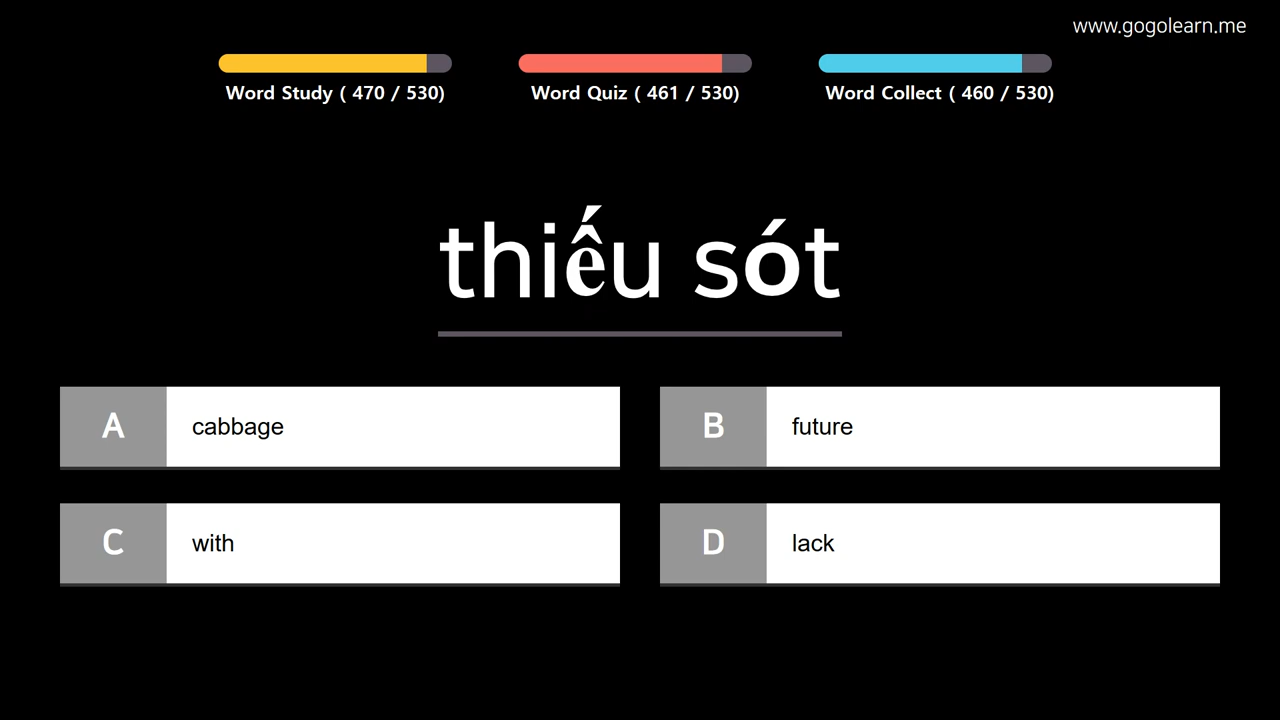 www.gogolearn.me
Word Study ( 470 / 530)
Word Quiz ( 461 / 530)
Word Collect ( 460 / 530)
thiếu sót
A cabbage
B future
C with
D lack